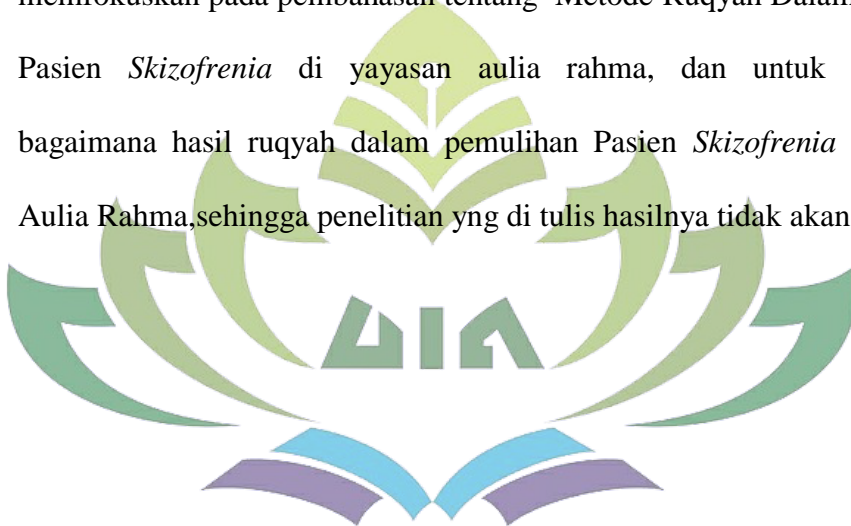 memfokuskan pada pembahasan tentang "Metode Ruqyah Dalam
Pasien Skizofrenia di yayasan aulia rahma, dan untuk
bagaimana hasil ruqyah dalam pemulihan Pasien Skizofrenia
Aulia Rahma,sehingga penelitian yng di tulis hasilnya tidak akan
UIN